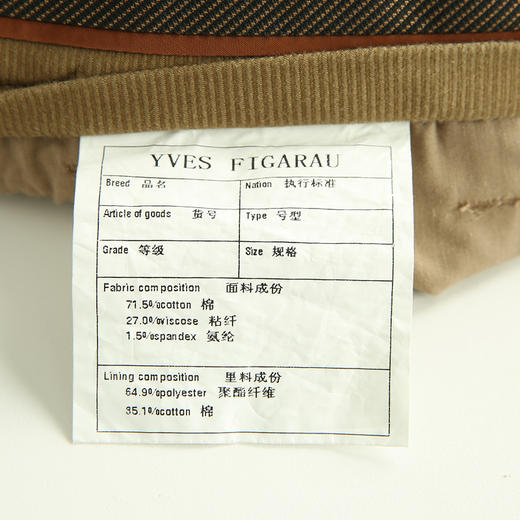 YVES FIGARAU
Breed 品名 Nation 执行标准
Article of goods 货号 Type 号型
Grade 等级 Size 规格
Fabric composition 面料成份
71.5%cotton 棉
27.0%viscose 粘纤
1.5%spandex 氨纶
Lining composition 里料成份
64.9%polyester 聚酯纤维
35.1%cotton 棉